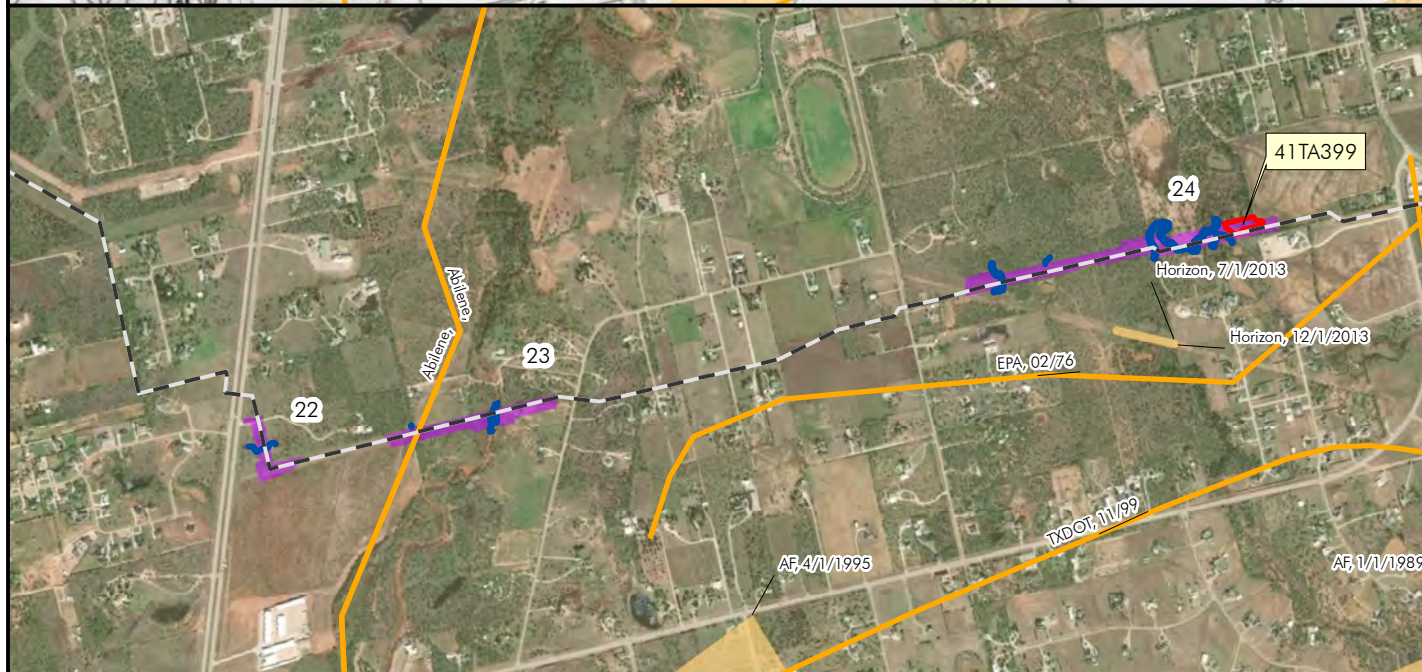 41TA399
24
Horizon, 7/1/2013
Abilene,
Abilene,
Horizon, 12/1/2013
23
EPA, 02/76
22
TXDOT, 11/99
AF, 4/1/1995
AF, 1/1/1989